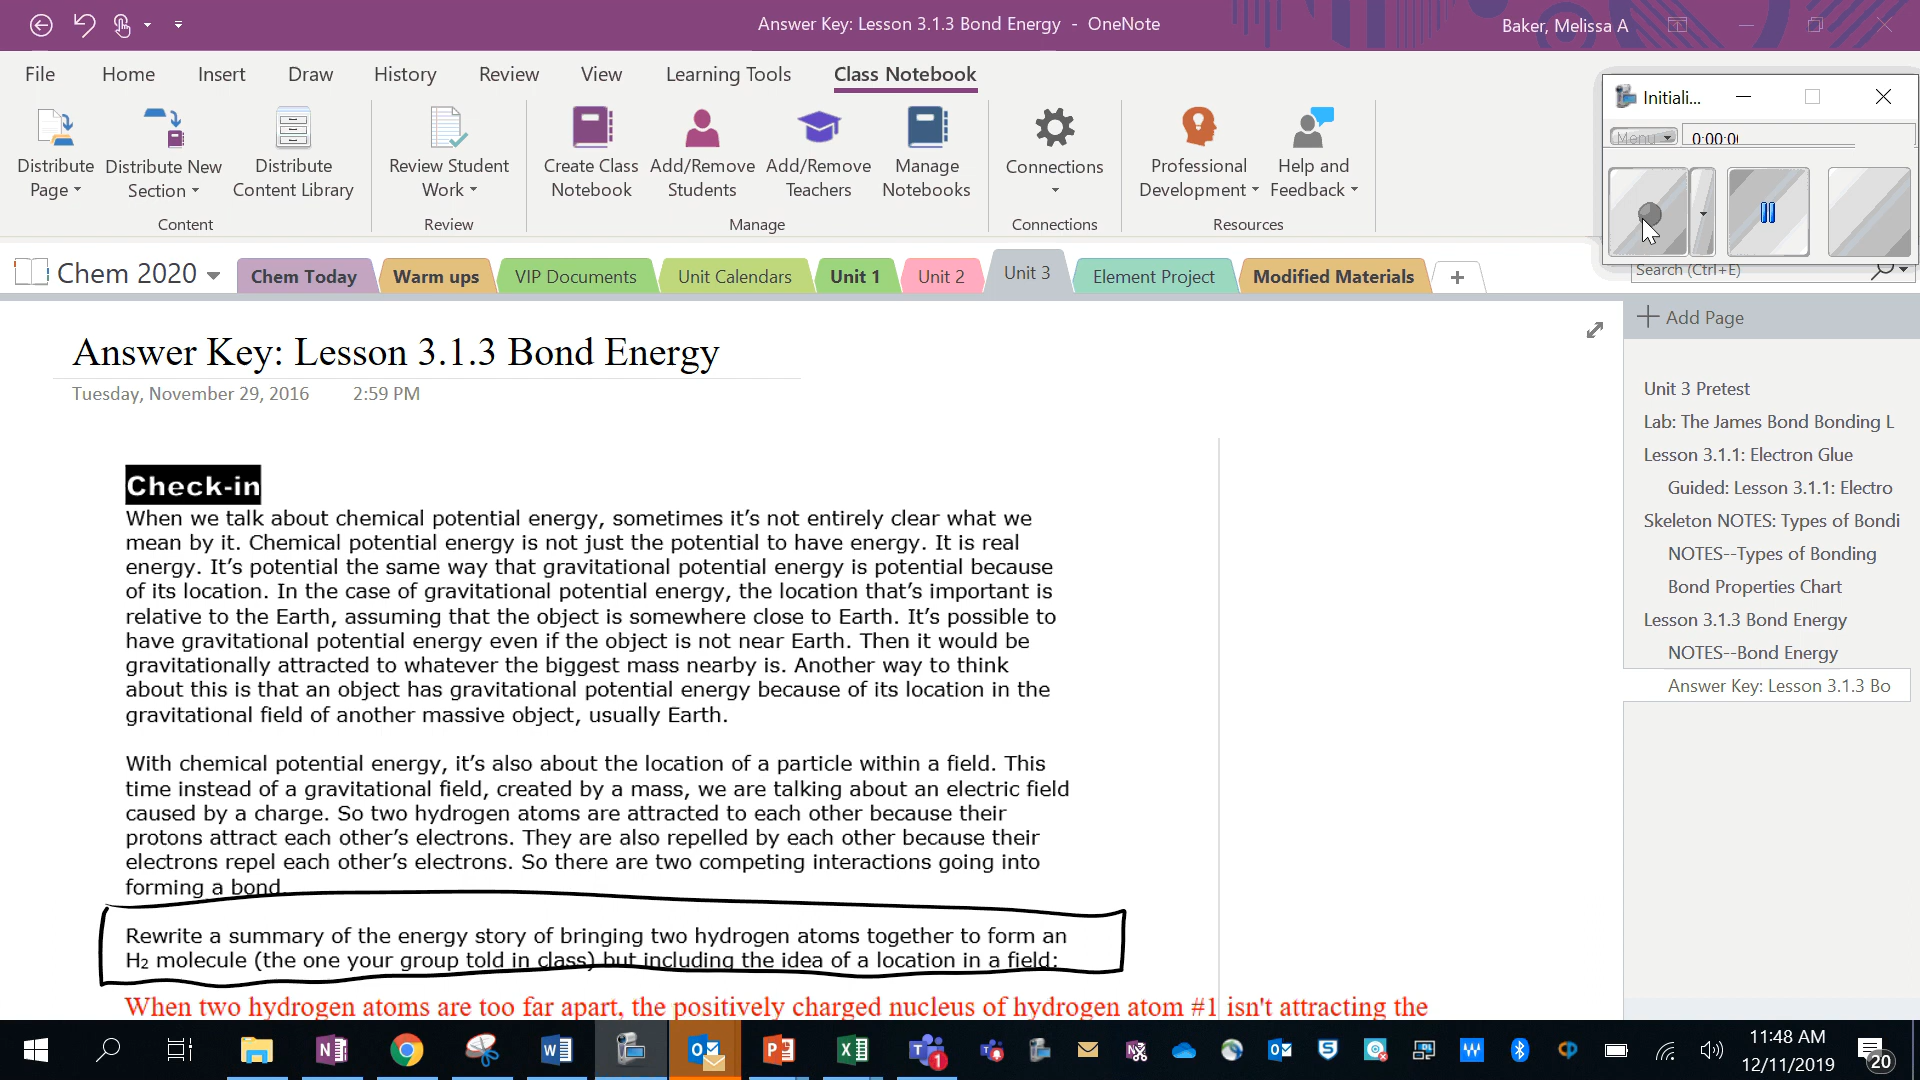 Answer Key: Lesson 3.1.3 Bond Energy - OneNote
Baker, Melissa A
File Home Insert Draw History Review View Learning Tools Class Notebook
Initiali...
Menu 0:00:0
Distribute Page
Distribute New Section
Distribute Content Library
Review Student Work
Create Class Notebook
Add/Remove Students
Add/Remove Teachers
Manage Notebooks
Connections
Professional Development
Help and Feedback
Content Review Manage Connections Resources
Chem 2020 Chem Today Warm ups VIP Documents Unit Calendars Unit 1 Unit 2 Unit 3 Element Project Modified Materials +
Search (Ctrl+E)
Add Page
Answer Key: Lesson 3.1.3 Bond Energy
Tuesday, November 29, 2016 2:59 PM
Check-in
When we talk about chemical potential energy, sometimes it's not entirely clear what we
mean by it. Chemical potential energy is not just the potential to have energy. It is real
energy. It's potential the same way that gravitational potential energy is potential because
of its location. In the case of gravitational potential energy, the location that's important is
relative to the Earth, assuming that the object is somewhere close to Earth. It's possible to
have gravitational potential energy even if the object is not near Earth. Then it would be
gravitationally attracted to whatever the biggest mass nearby is. Another way to think
about this is that an object has gravitational potential energy because of its location in the
gravitational field of another massive object, usually Earth.
With chemical potential energy, it's also about the location of a particle within a field. This
time instead of a gravitational field, created by a mass, we are talking about an electric field
caused by a charge. So two hydrogen atoms are attracted to each other because their
protons attract each other's electrons. They are also repelled by each other because their
electrons repel each other's electrons. So there are two competing interactions going into
forming a bond.
Rewrite a summary of the energy story of bringing two hydrogen atoms together to form an
H₂ molecule (the one your group told in class) but including the idea of a location in a field:
When two hydrogen atoms are too far apart, the positively charged nucleus of hydrogen atom #1 isn't attracting the
Unit 3 Pretest
Lab: The James Bond Bonding L
Lesson 3.1.1: Electron Glue
Guided: Lesson 3.1.1: Electro
Skeleton NOTES: Types of Bondi
NOTES--Types of Bonding
Bond Properties Chart
Lesson 3.1.3 Bond Energy
NOTES--Bond Energy
Answer Key: Lesson 3.1.3 Bo
11:48 AM
12/11/2019
20
1